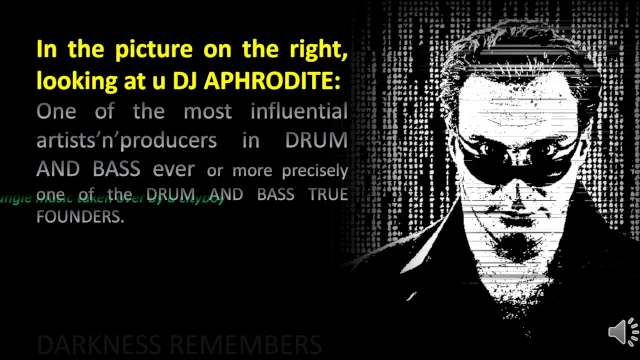 In the picture on the right,
looking at u DJ APHRODITE:
One of the most influential
artists’n’producers in DRUM
AND BASS ever or more precisely
one of the DRUM AND BASS TRUE
FOUNDERS.
DARKNESS REMEMBERS